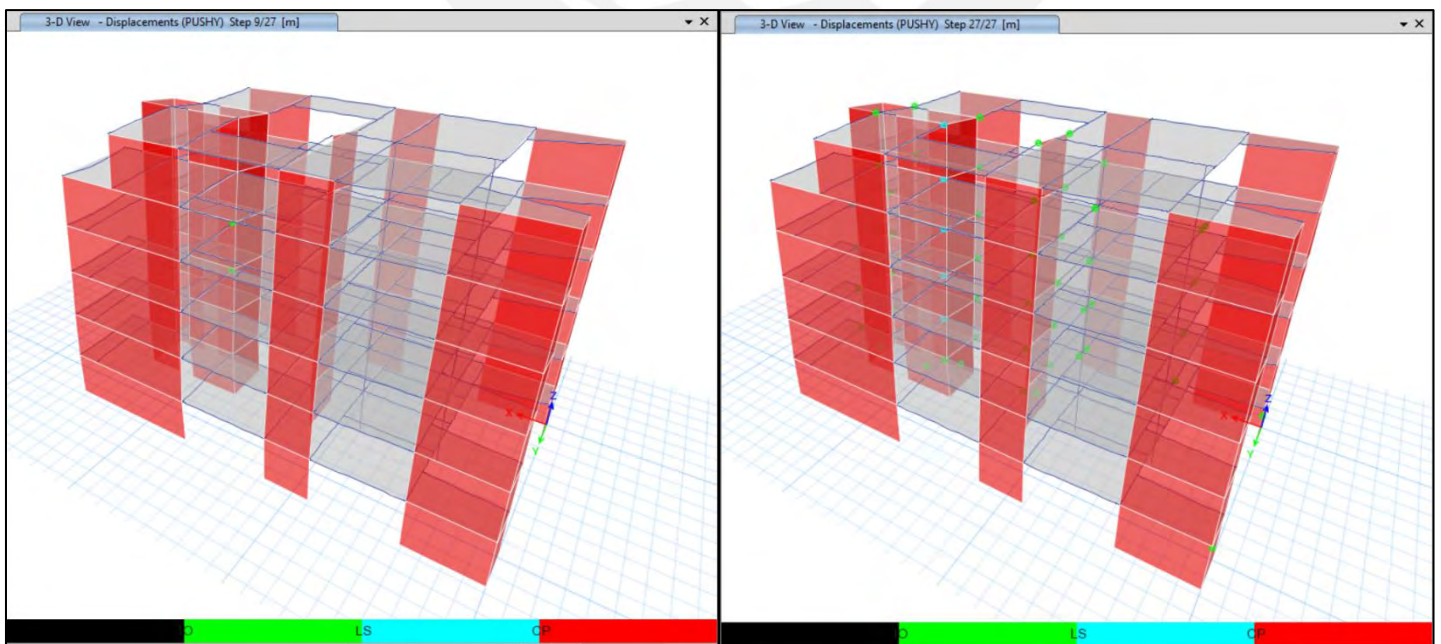 3-D View - Displacements (PUSHY) Step 9/27 [m]
3-D View - Displacements (PUSHY) Step 27/27 [m]
X
Z
Y
X
Z
Y
IO
LS
CP
IO
LS
CP